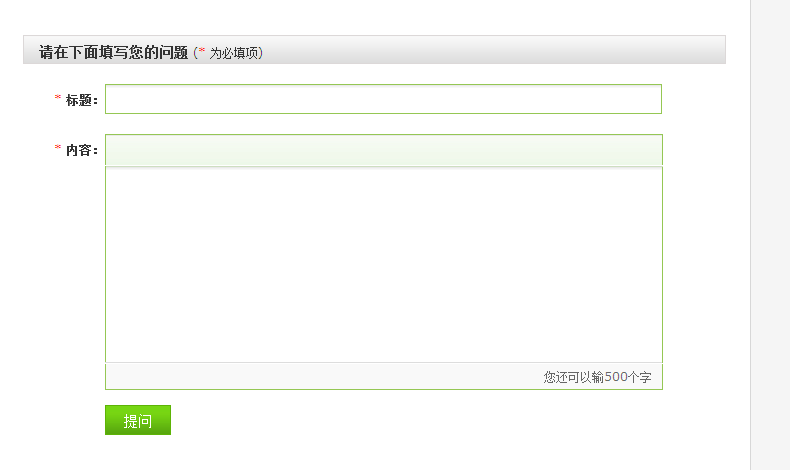 请在下面填写您的问题 (* 为必填项)
* 标题：
* 内容：
您还可以输500个字
提问